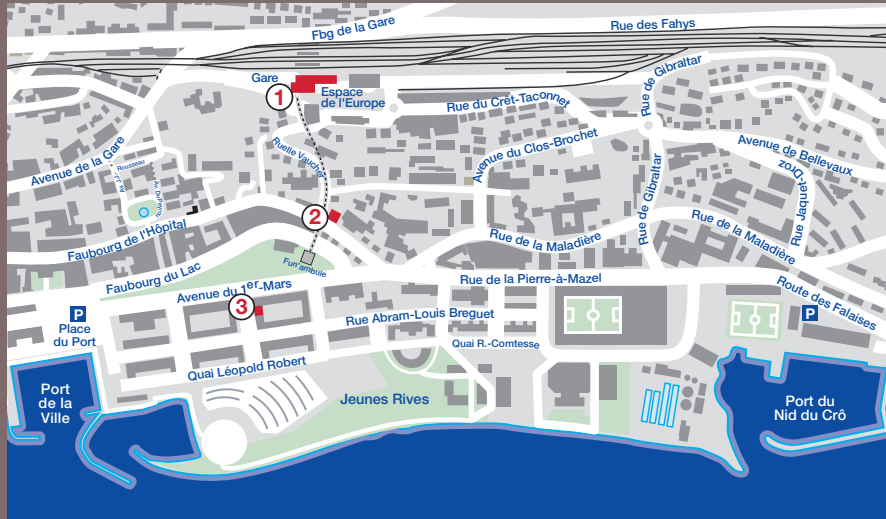 Fbg de la Gare
Rue des Fahys
Gare
1
Espace
de l'Europe
Rue du Crêt-Taconnet
Rue de Gibraltar
Avenue de la Gare
Rousseau
J.-J.
Av. DuPeyrou
Ruelle Vaucher
Avenue du Clos-Brochet
Avenue de Bellevaux
Rue Jaquet-Droz
Rue de Gibraltar
2
Faubourg de l'Hôpital
Rue de la Maladière
Rue de la Maladière
Fun'ambule
Faubourg du Lac
Avenue du 1er-Mars
Rue de la Pierre-à-Mazel
Route des Falaises
3
P
Place
du Port
Rue Abram-Louis Breguet
P
Quai R.-Comtesse
Quai Léopold Robert
Port
de la
Ville
Jeunes Rives
Port du
Nid du Crô